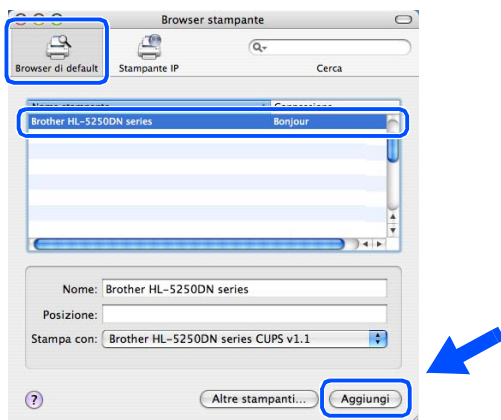 Browser stampante
Browser di default
Stampante IP
Q-
Cerca
Nome stampante
Connessione
Brother HL-5250DN series
Bonjour
Nome: Brother HL-5250DN series
Posizione:
Stampa con: Brother HL-5250DN series CUPS v1.1
?
Altre stampanti...
Aggiungi